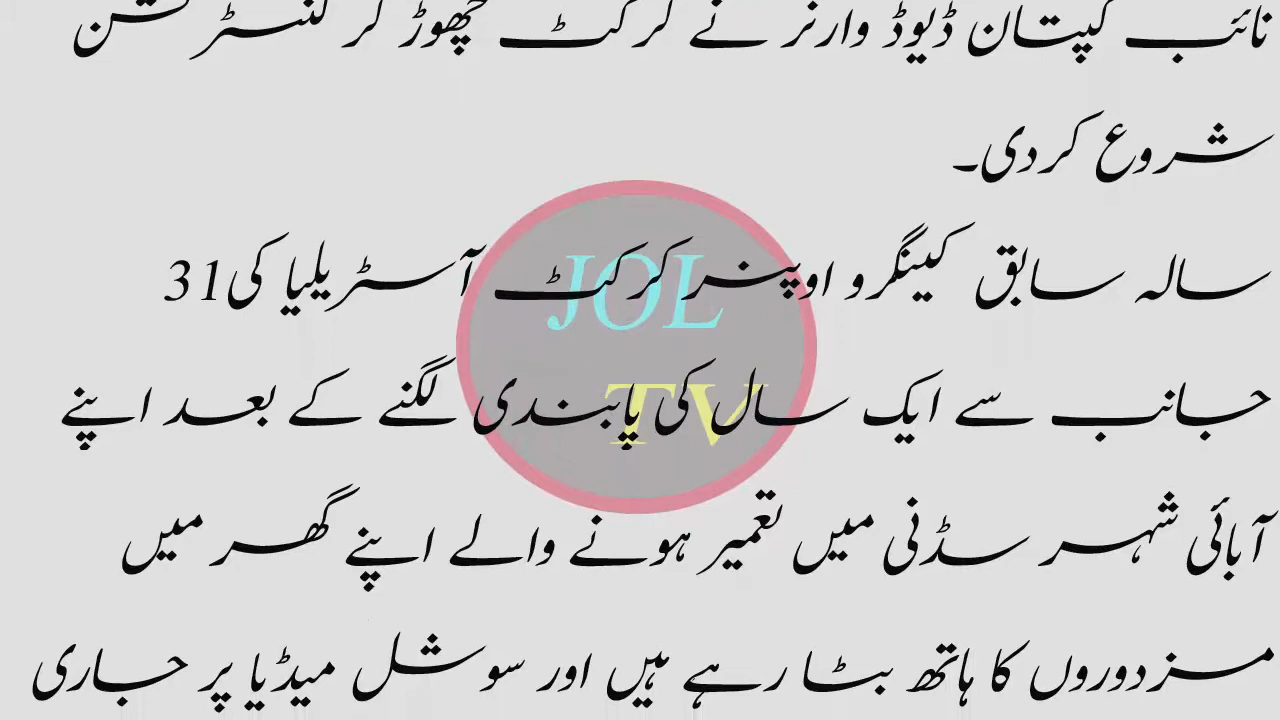 نائب کپتان ڈیوڈ وارنر نے کرکٹ چھوڑ کر کنسٹرکشن
شروع کردی۔
سالہ سابق کینگرو اوپنر کرکٹ آسٹریلیا کی31
جانب سے ایک سال کی پابندی لگنے کے بعد اپنے
آبائی شہر سڈنی میں تعمیر ہونے والے اپنے گھر میں
مزدوروں کا ہاتھ بٹا رہے ہیں اور سوشل میڈیا پر جاری
JOL
TV